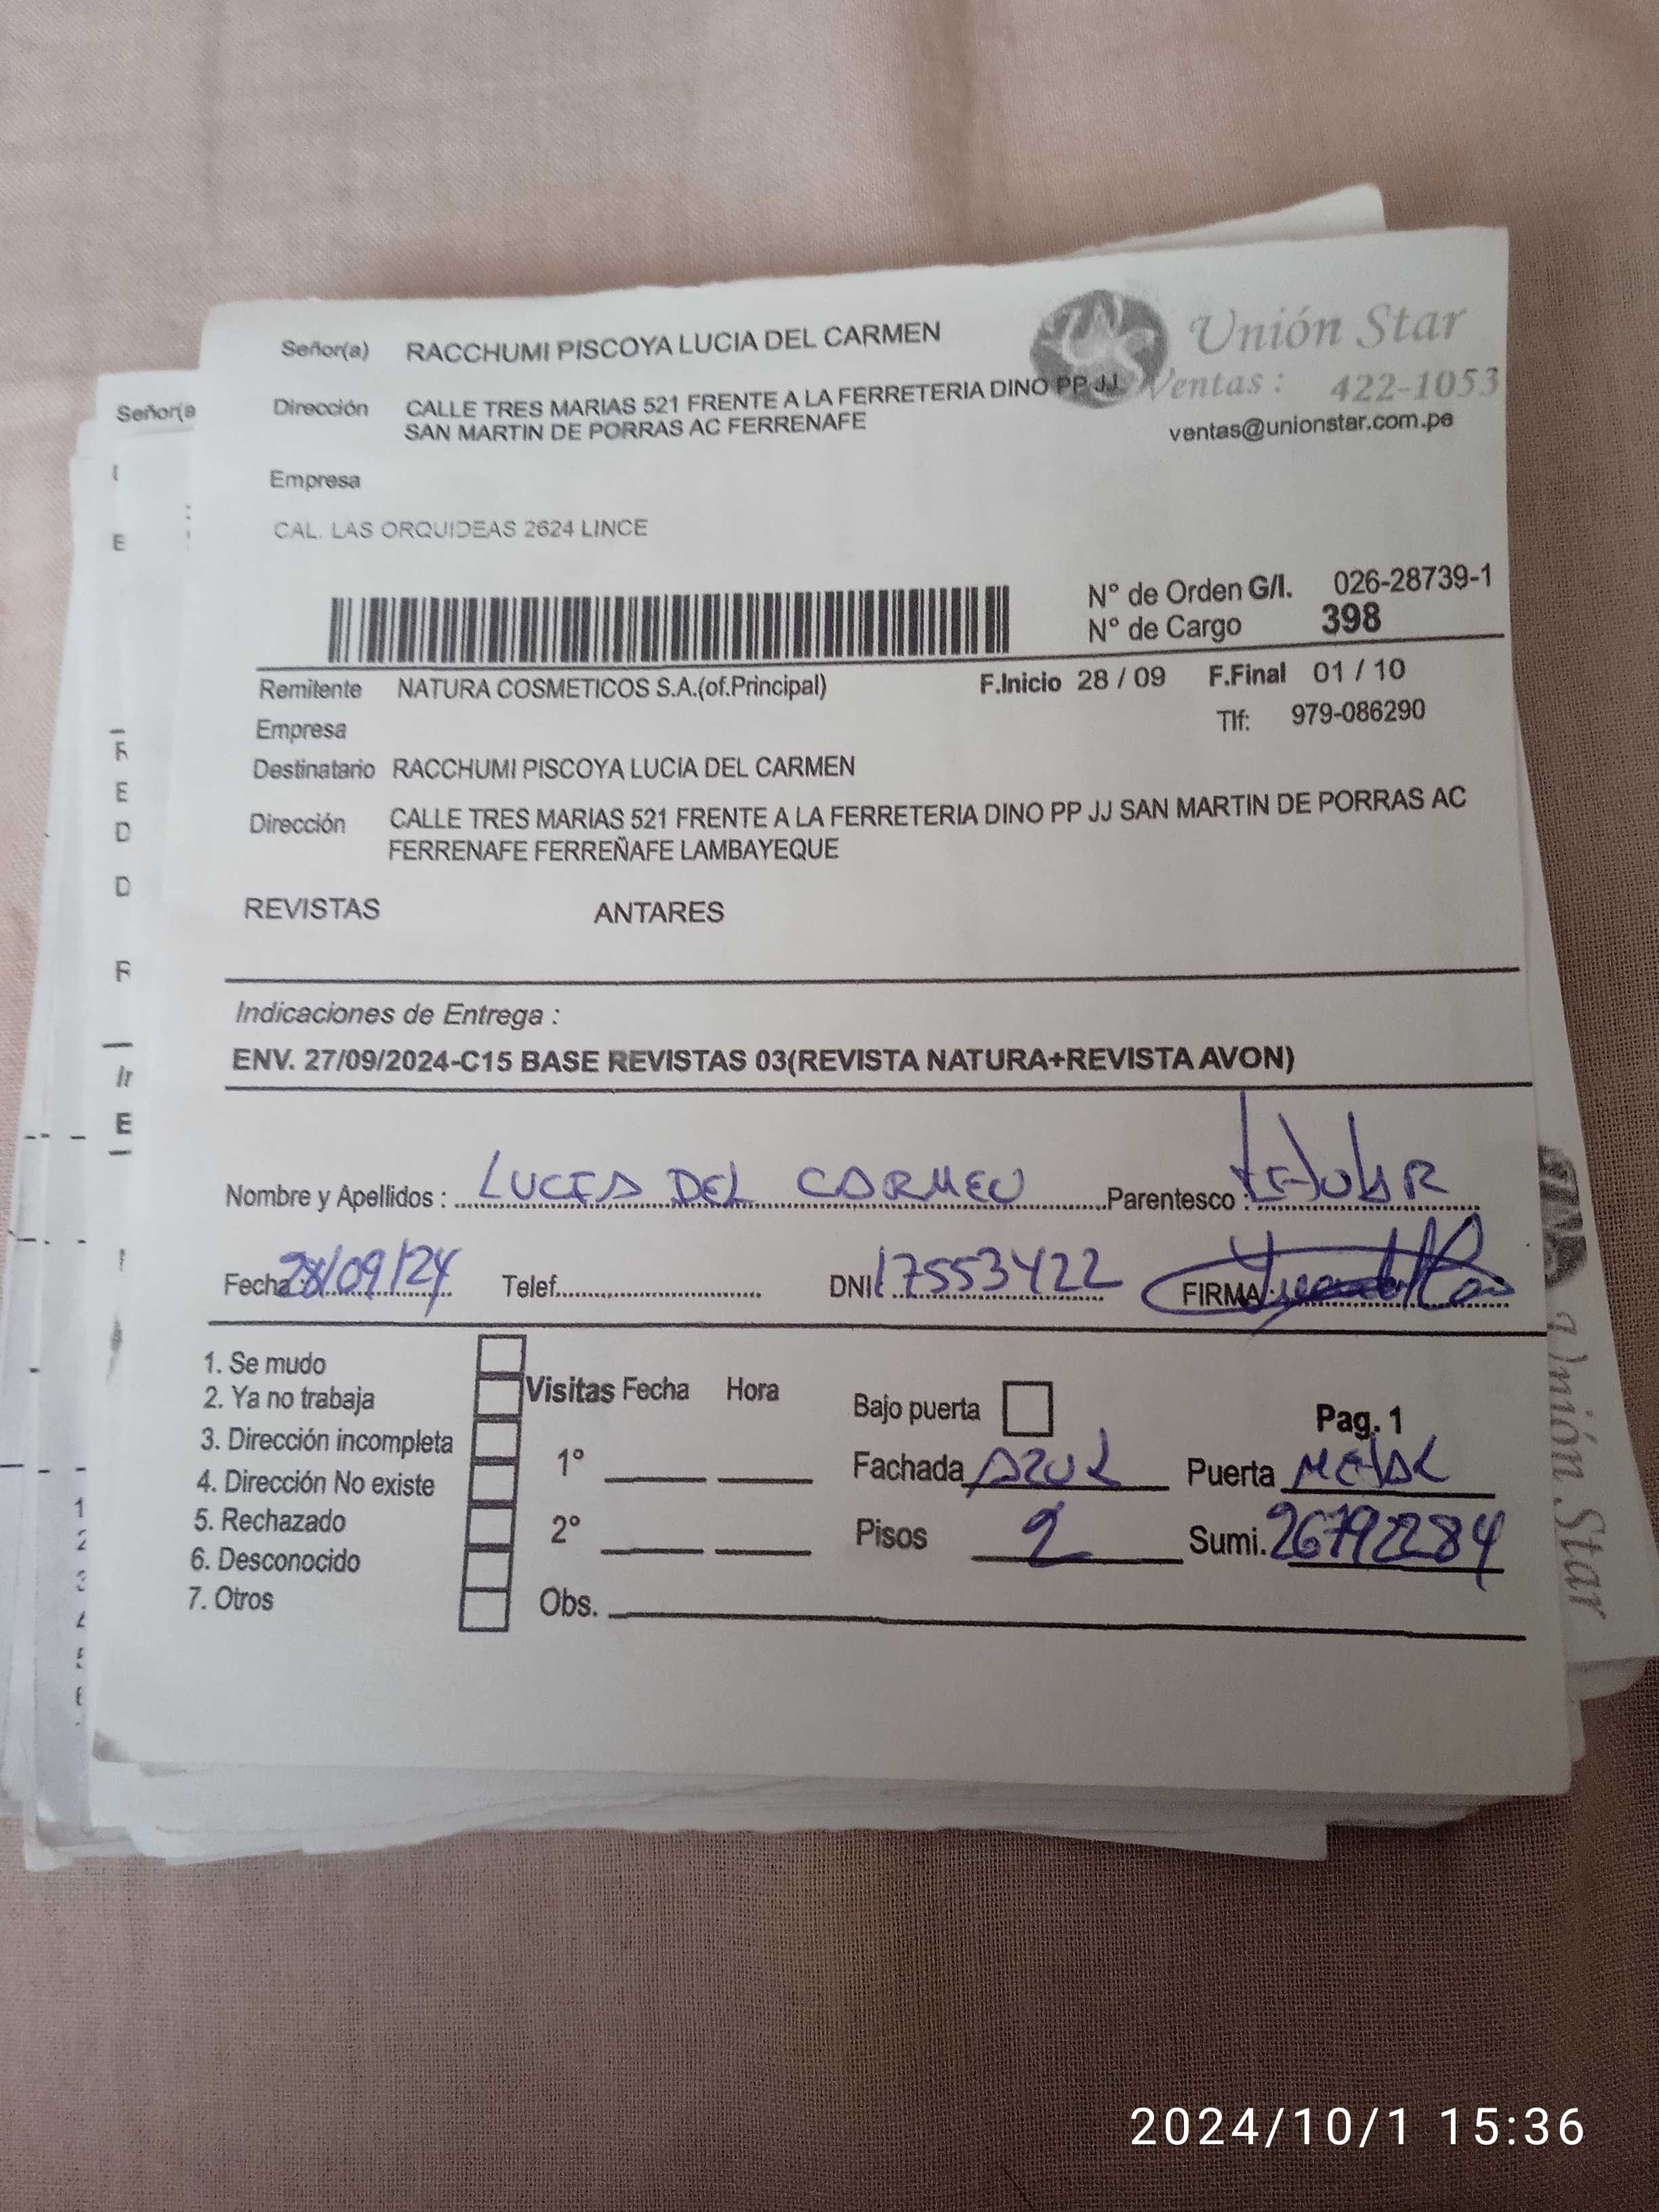 Señor(a) RACCHUMI PISCOYA LUCIA DEL CARMEN
Unión Star
Dirección CALLE TRES MARIAS 521 FRENTE A LA FERRETERIA DINO PP JJ
Ventas : 422-1053
SAN MARTIN DE PORRAS AC FERRENAFE
ventas@unionstar.com.pe
Empresa
CAL. LAS ORQUIDEAS 2624 LINCE
N° de Orden G/I. 026-28739-1
N° de Cargo 398
Remitente NATURA COSMETICOS S.A.(of.Principal) F.Inicio 28 / 09 F.Final 01 / 10
Empresa Tlf: 979-086290
Destinatario RACCHUMI PISCOYA LUCIA DEL CARMEN
Dirección CALLE TRES MARIAS 521 FRENTE A LA FERRETERIA DINO PP JJ SAN MARTIN DE PORRAS AC
FERRENAFE FERREÑAFE LAMBAYEQUE
REVISTAS ANTARES
Indicaciones de Entrega :
ENV. 27/09/2024-C15 BASE REVISTAS 03(REVISTA NATURA+REVISTA AVON)
Nombre y Apellidos : LUCIA DEL CARMEN Parentesco : TITULAR
Fecha : 28/09/24 Telef. DNI 17553422 FIRMA
1. Se mudo
2. Ya no trabaja
3. Dirección incompleta
4. Dirección No existe
5. Rechazado
6. Desconocido
7. Otros
Visitas Fecha Hora
1°
2°
Obs.
Bajo puerta Pag. 1
Fachada AZUL Puerta METAL
Pisos 2 Sumi. 26792284
Señor(a
Unión Star
2024/10/1 15:36